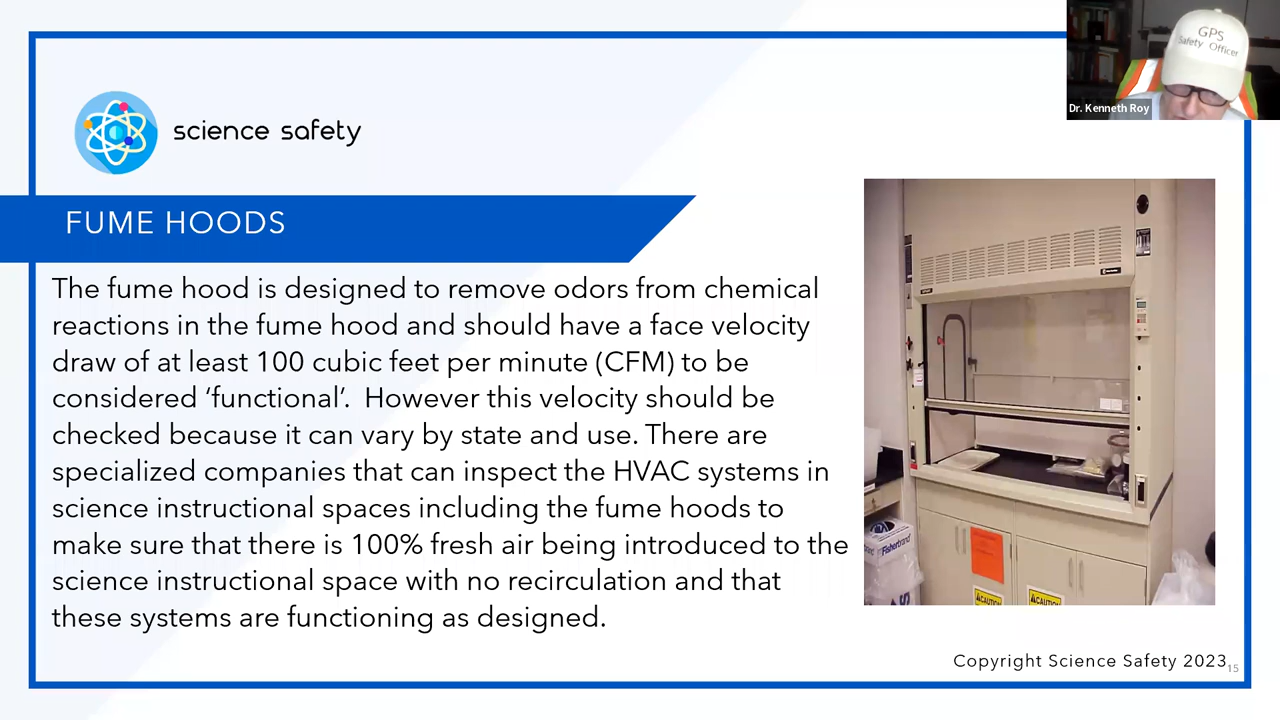 GPS
Safety Officer
Dr. Kenneth Roy
science safety
FUME HOODS
The fume hood is designed to remove odors from chemical
reactions in the fume hood and should have a face velocity
draw of at least 100 cubic feet per minute (CFM) to be
considered ‘functional’.  However this velocity should be
checked because it can vary by state and use. There are
specialized companies that can inspect the HVAC systems in
science instructional spaces including the fume hoods to
make sure that there is 100% fresh air being introduced to the
science instructional space with no recirculation and that
these systems are functioning as designed.
Fisherbrand
CAUTION
CAUTION
Copyright Science Safety 2023
15